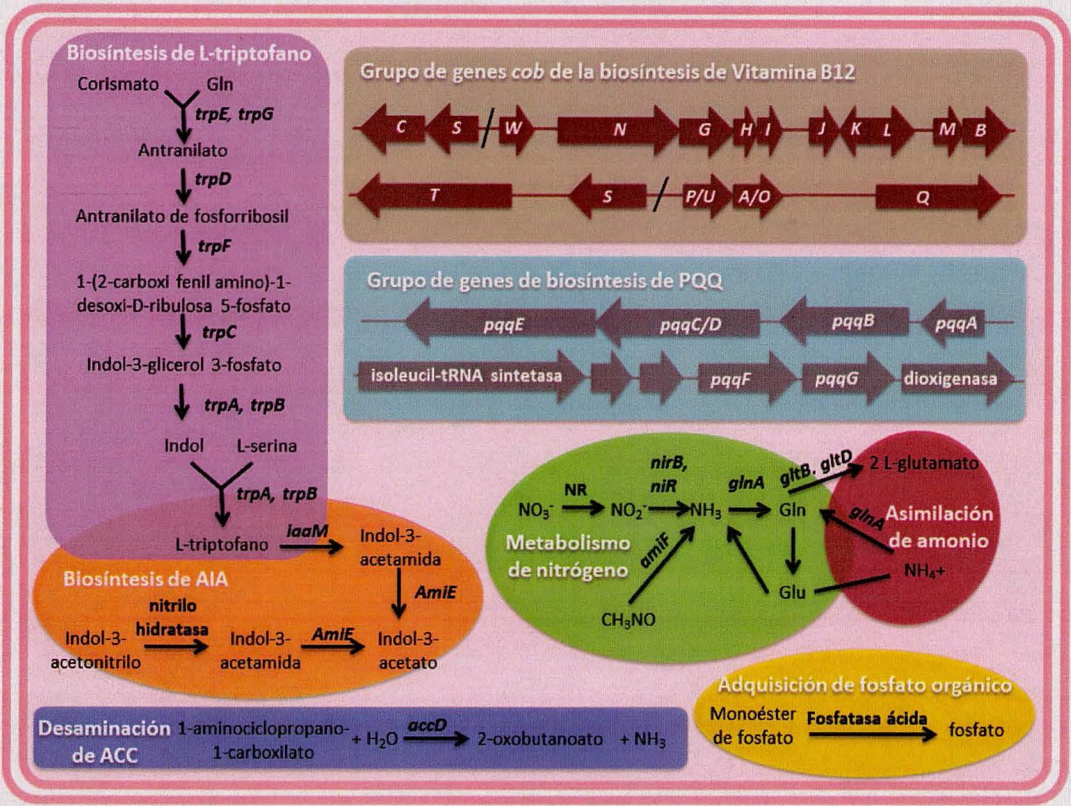 Biosíntesis de L-triptofano
Corismato Gln
trpE, trpG
Antranilato
trpD
Antranilato de fosforribosil
trpF
1-(2-carboxi fenil amino)-1-
desoxi-D-ribulosa 5-fosfato
trpC
Indol-3-glicerol 3-fosfato
trpA, trpB
Indol L-serina
trpA, trpB
L-triptofano
iaaM
Indol-3-
acetamida
Biosíntesis de AIA
AmiE
nitrilo
hidratasa
Indol-3-
acetonitrilo
Indol-3-
acetamida
AmiE
Indol-3-
acetato
Grupo de genes cob de la biosíntesis de Vitamina B12
C S / W N G H I J K L M B
T S / P/U A/O Q
Grupo de genes de biosíntesis de PQQ
pqqE pqqC/D pqqB pqqA
isoleucil-tRNA sintetasa pqqF pqqG dioxigenasa
nirB,
niR
NR
glnA
gltB. gltD
2 L-glutamato
NO3- NO2- NH3 Gln
glnA
Asimilación
de amonio
Metabolismo
de nitrógeno
amiF
NH4+
Glu
CH3NO
Adquisición de fosfato orgánico
Monoéster
de fosfato
Fosfatasa ácida
fosfato
Desaminación
de ACC
1-aminociclopropano-
1-carboxilato
+ H2O
accD
2-oxobutanoato + NH3